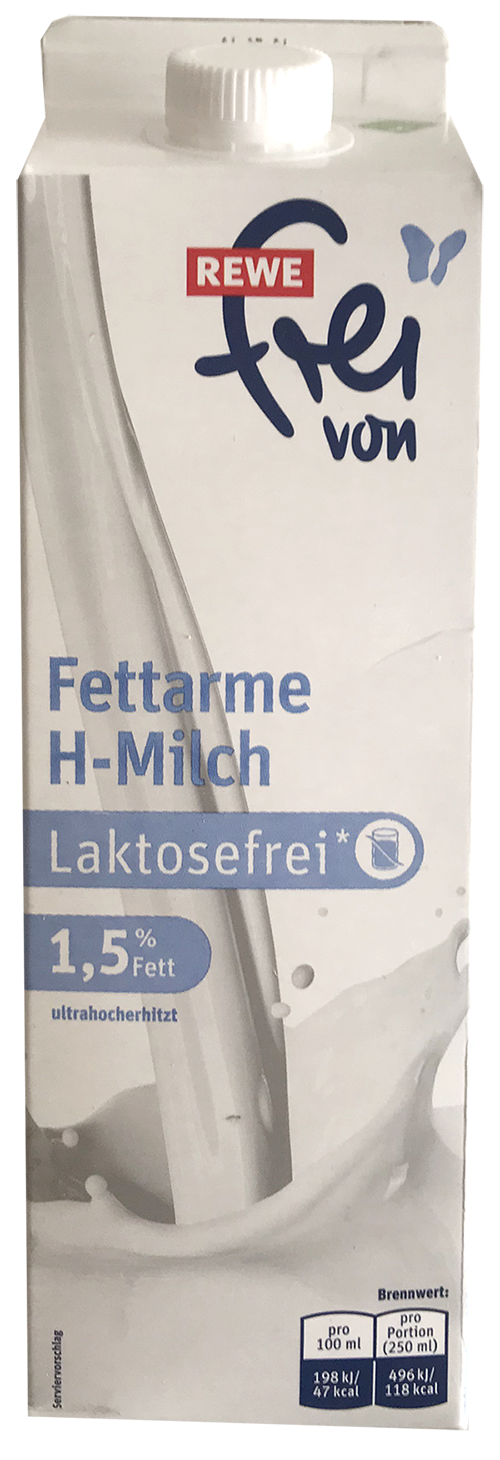 REWE
frei
von
Fettarme
H-Milch
Laktosefrei*
1,5 % Fett
ultrahocherhitzt
Brennwert:
pro
100 ml
198 kJ/
47 kcal
pro
Portion
(250 ml)
496 kJ/
118 kcal
Serviervorschlag